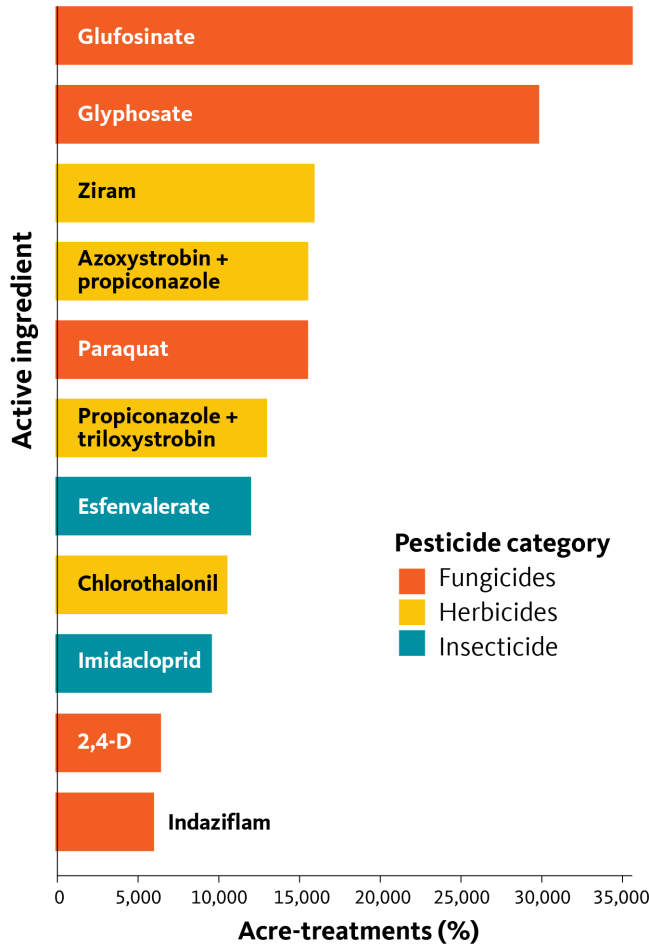 Glufosinate
Glyphosate
Ziram
Azoxystrobin +
propiconazole
Paraquat
Propiconazole +
triloxystrobin
Esfenvalerate
Chlorothalonil
Imidacloprid
2,4-D
Indaziflam
Active ingredient
Pesticide category
Fungicides
Herbicides
Insecticide
0 5,000 10,000 15,000 20,000 25,000 30,000 35,000
Acre-treatments (%)